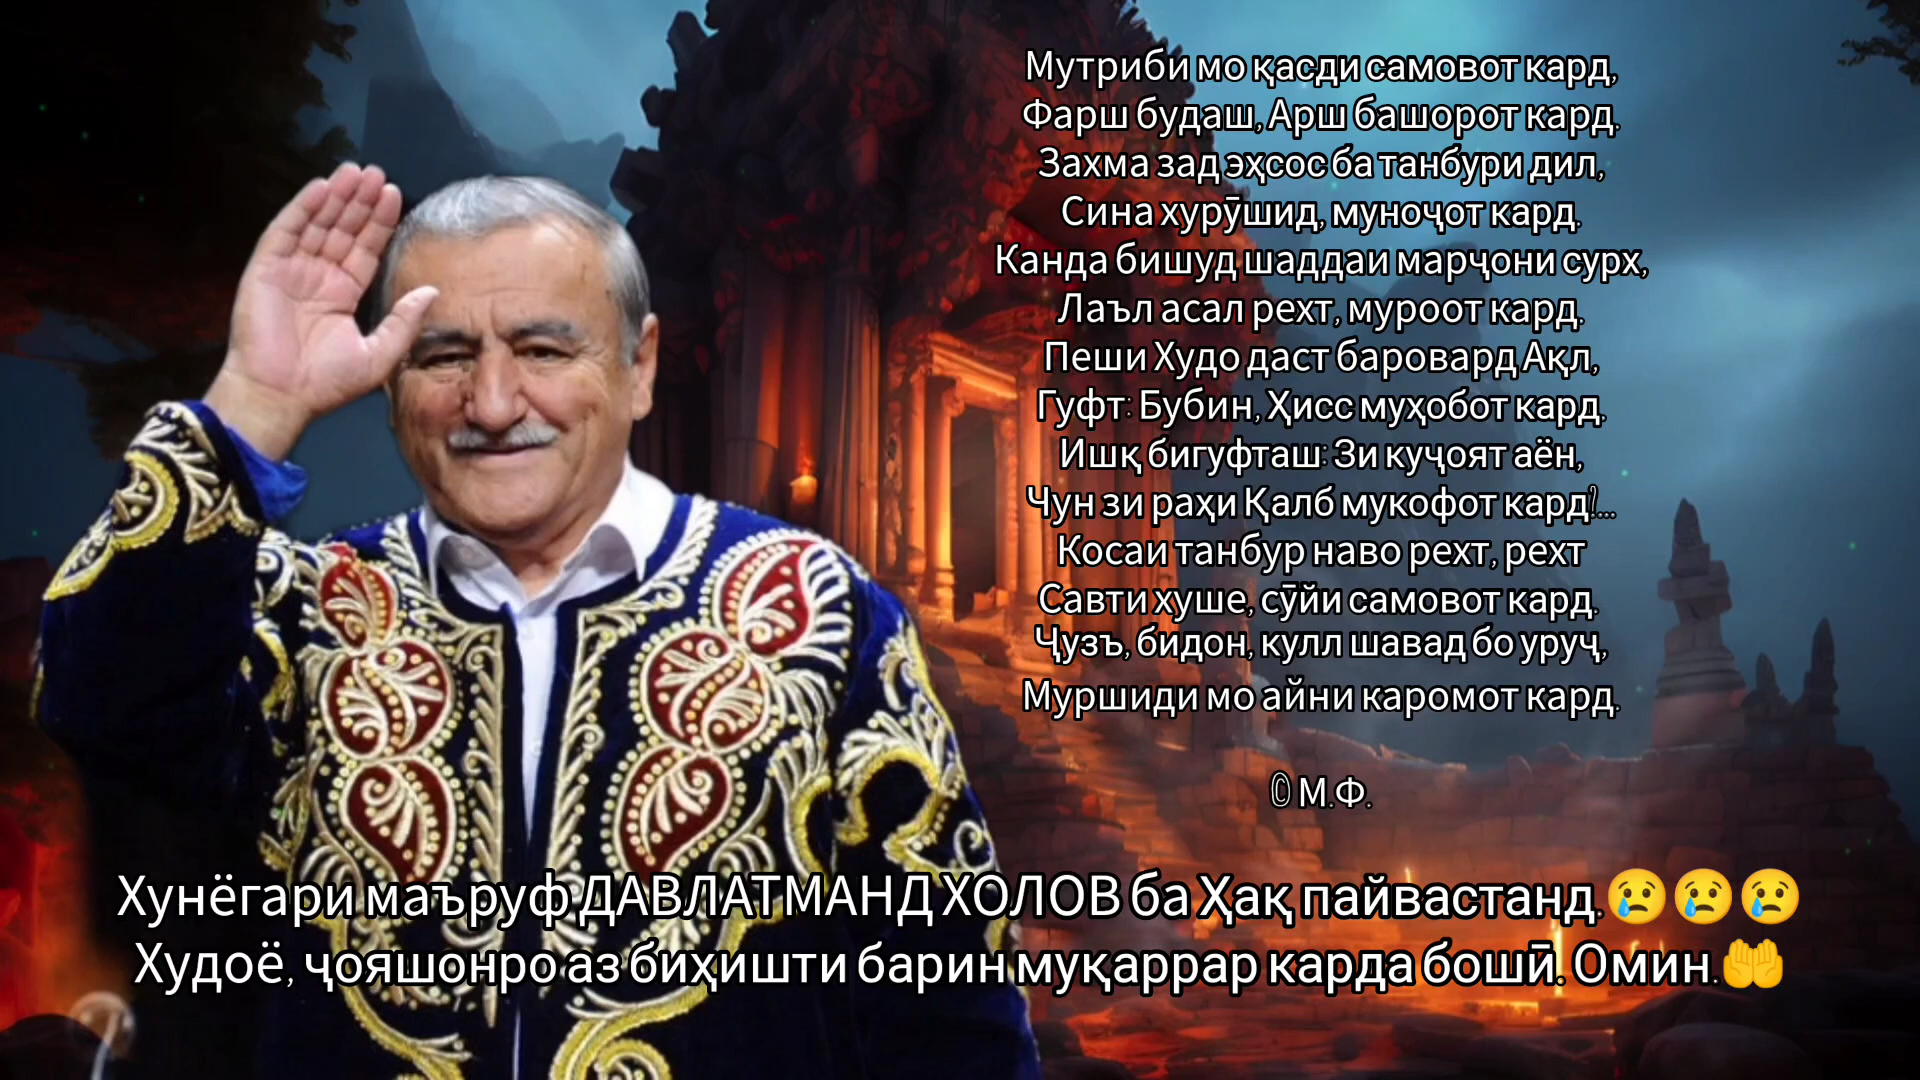 Мутриби мо қасди самовот кард,
Фарш будаш, Арш башорот кард.
Захма зад эҳсос ба танбури дил,
Сина хурӯшид, муноҷот кард.
Канда бишуд шаддаи марҷони сурх,
Лаъл асал рехт, муроот кард.
Пеши Худо даст баровард Ақл,
Гуфт: Бубин, Ҳисс муҳобот кард.
Ишқ бигуфташ: Зи куҷоят аён,
Чун зи раҳи Қалб мукофот кард!...
Косаи танбур наво рехт, рехт
Савти хуше, сӯйи самовот кард.
Ҷузъ, бидон, кулл шавад бо уруҷ,
Муршиди мо айни каромот кард.
© М.Ф.
Хунёгари маъруф ДАВЛАТМАНД ХОЛОВ ба Ҳақ пайвастанд.😢😢😢
Худоё, ҷояшонро аз биҳишти барин муқаррар карда бошӣ. Омин.🤲